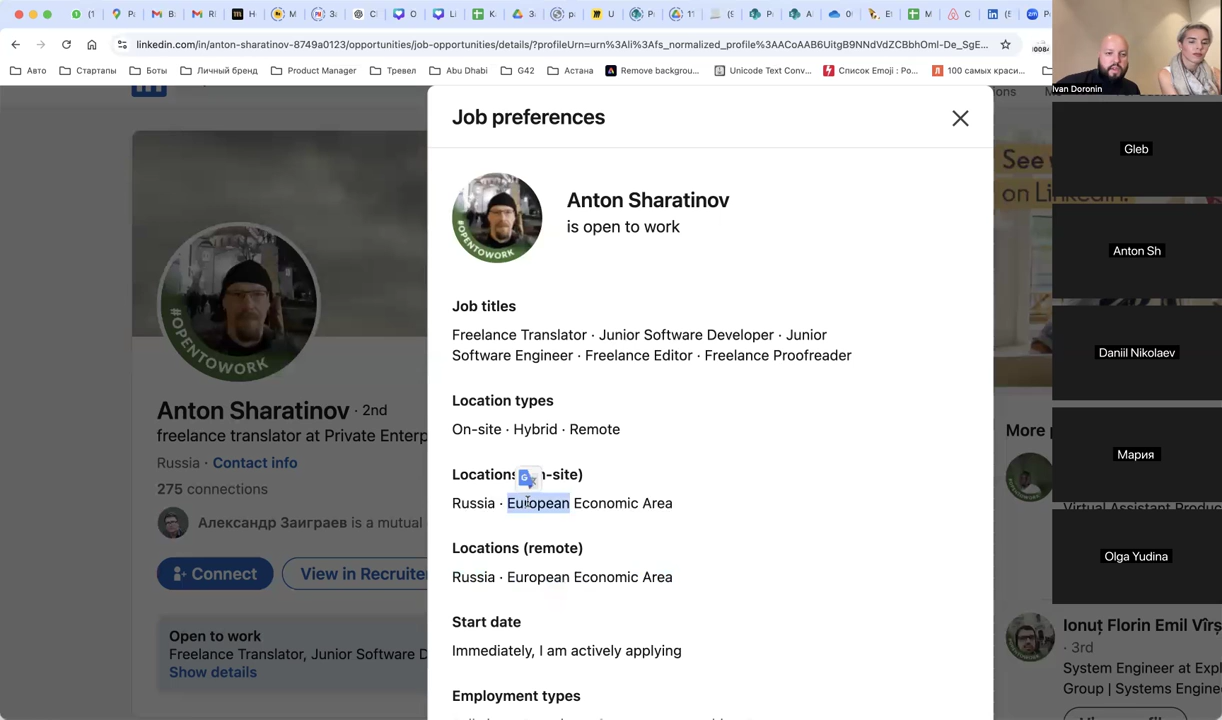 linkedin.com/in/anton-sharatinov-8749a0123/opportunities/job-opportunities/details/?profileUrn=urn%3Ali%3Afs_normalized_profile%3AACoAAB6UitgB9NNdVdZCBbhOml-De_SgE...
Авто Стартапы Боты Личный бренд Product Manager Тревел Abu Dhabi G42 Астана Remove backgrou... Unicode Text Conv... Список Emoji : Po... 100 самых краси...
Ivan Doronin
Job preferences
Anton Sharatinov
is open to work
#OPENTOWORK
Job titles
Freelance Translator · Junior Software Developer · Junior
Software Engineer · Freelance Editor · Freelance Proofreader
Location types
On-site · Hybrid · Remote
Locations n-site)
Russia · European Economic Area
Locations (remote)
Russia · European Economic Area
Start date
Immediately, I am actively applying
Employment types
#OPENTOWORK
Anton Sharatinov · 2nd
freelance translator at Private Enterp
Russia · Contact info
275 connections
Александр Заиграев is a mutual
Connect
View in Recruiter
Open to work
Freelance Translator, Junior Software D
Show details
See
on LinkedIn.
More
Gleb
Anton Sh
Daniil Nikolaev
Мария
Virtual Assistant Produc
Olga Yudina
Ionuț Florin Emil Vîrș
· 3rd
System Engineer at Expl
Group | Systems Engine